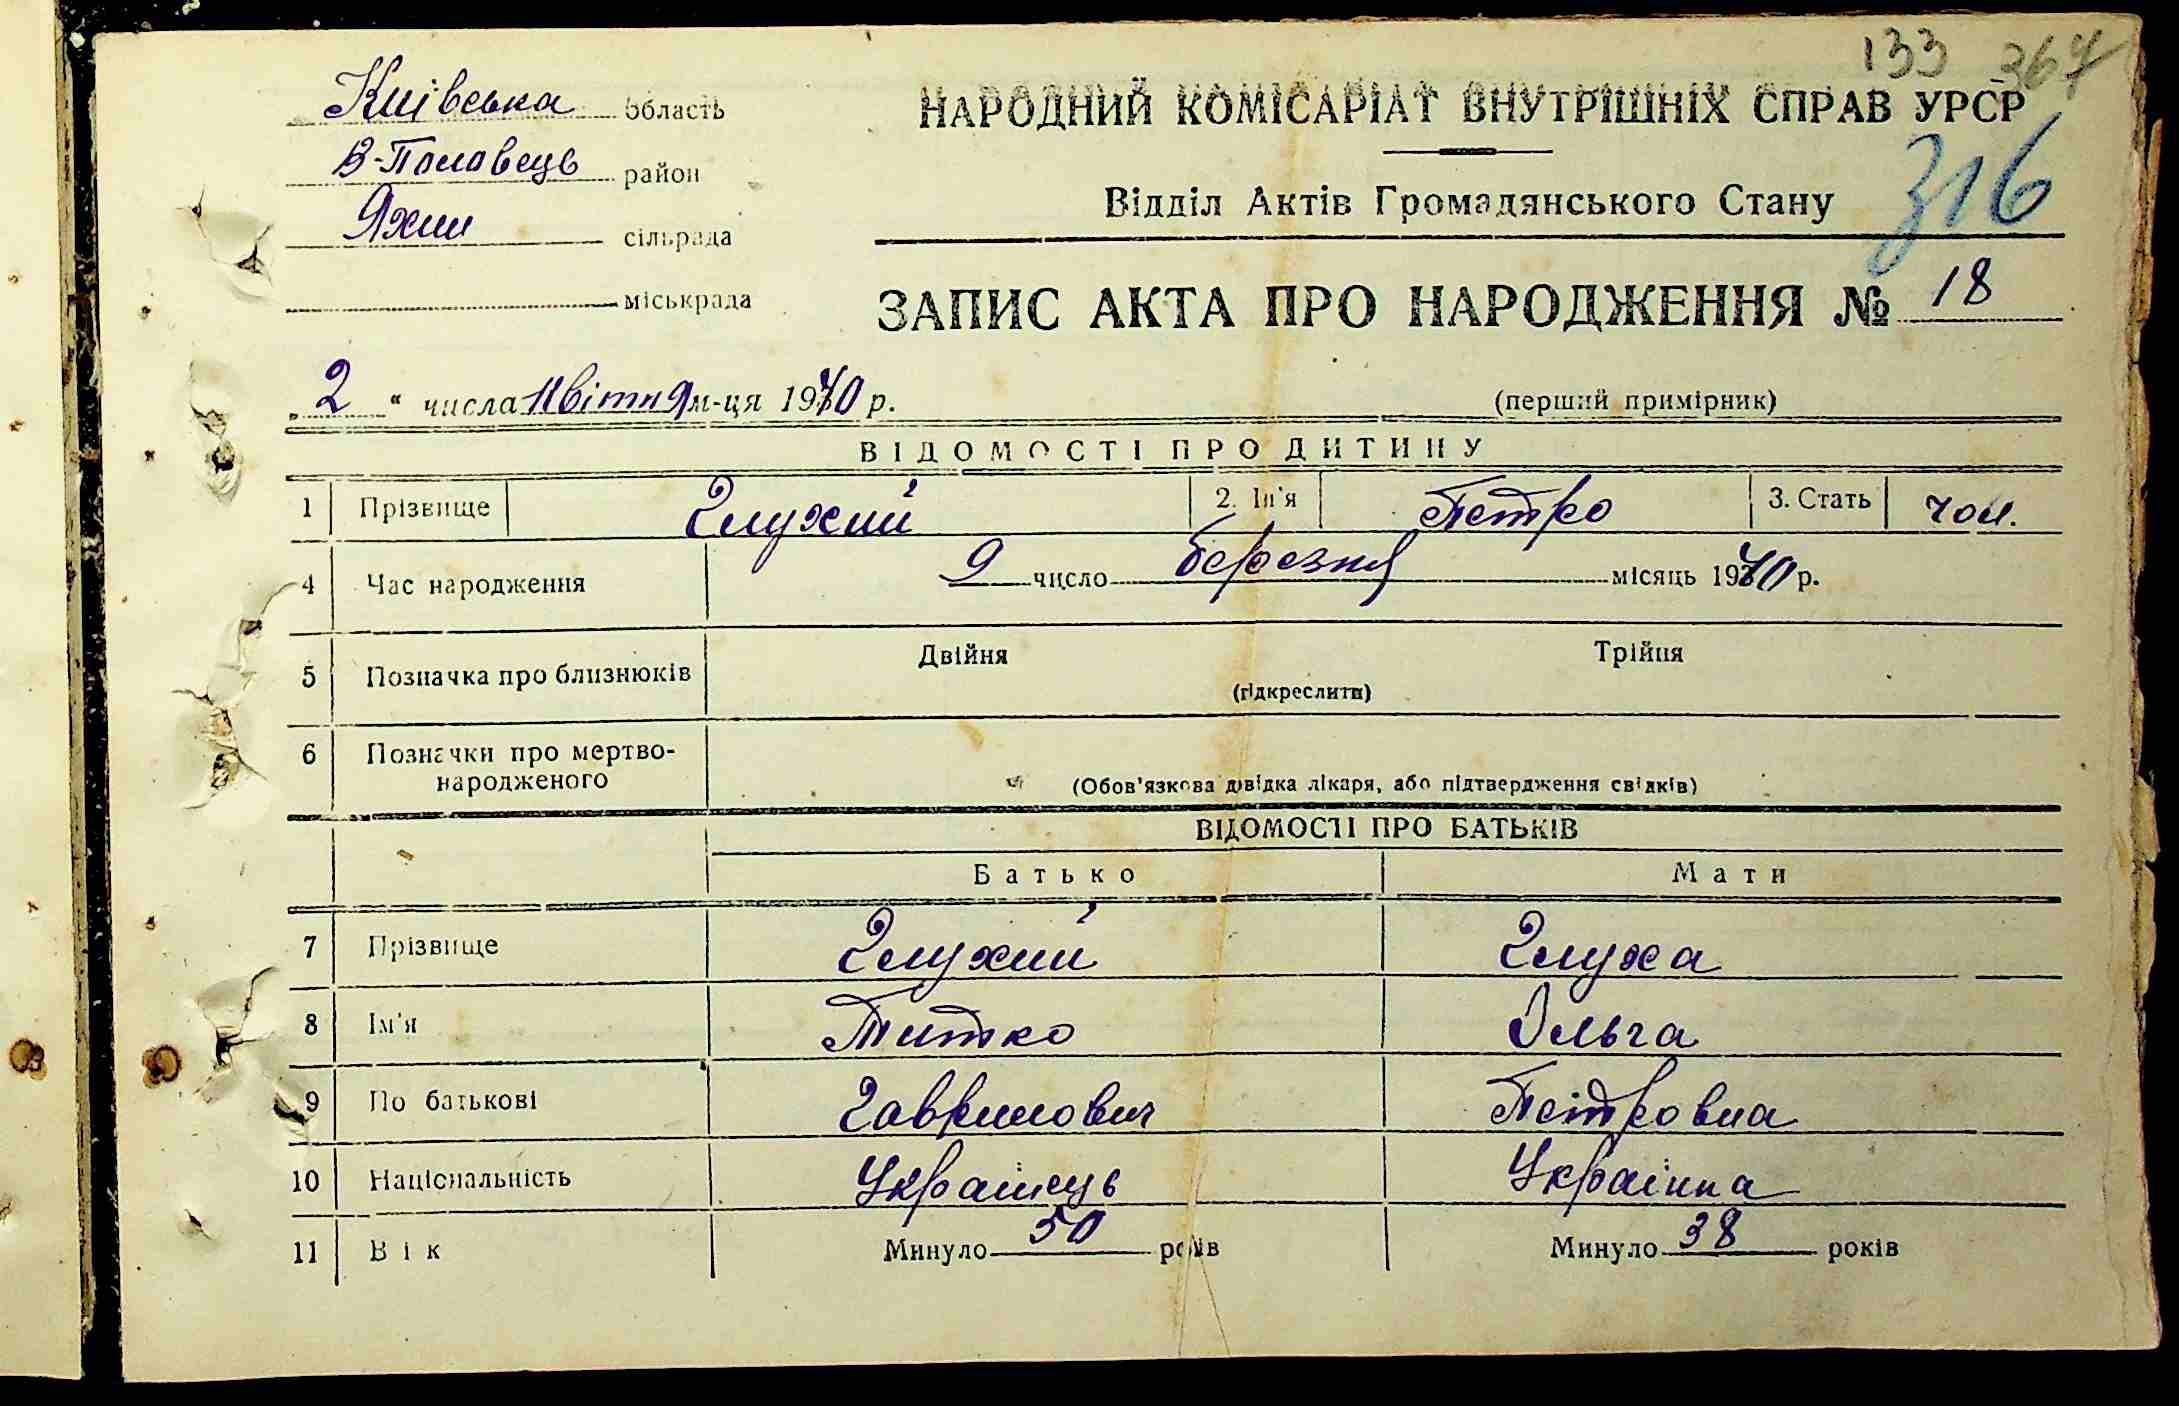 133 367
Київська область
НАРОДНИЙ КОМІСАРІАТ ВНУТРІШНІХ СПРАВ УРСР
В-Половець район
316
Відділ Актів Громадянського Стану
Яхни сільрада
міськрада
ЗАПИС АКТА ПРО НАРОДЖЕННЯ № 18
„ 2 “ числа квітня м-ця 1940 р.
(перший примірник)
ВІДОМОСТІ ПРО ДИТИНУ
1 Прізвище Глухий 2. Ім'я Петро 3. Стать чол.
4 Час народження 9 число березня місяць 1940 р.
5 Позначка про близнюків Двійня Трійня
(підкреслити)
6 Позначки про мертво-
народженого
(Обов'язкова довідка лікаря, або підтвердження свідків)
ВІДОМОСТІ ПРО БАТЬКІВ
Батько Мати
7 Прізвище Глухий Глуха
8 Ім'я Титко Ольга
9 По батькові Гаврилович Петровна
10 Національність Українець Українка
11 Вік Минуло 50 років Минуло 38 років